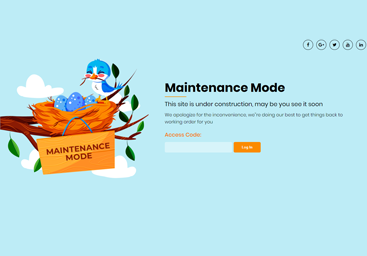 Maintenance Mode
This site is under construction, may be you see it soon
We apologize for the inconvenience, we're doing our best to get things back to
working order for you
Access Code:
Log In
MAINTENANCE
MODE